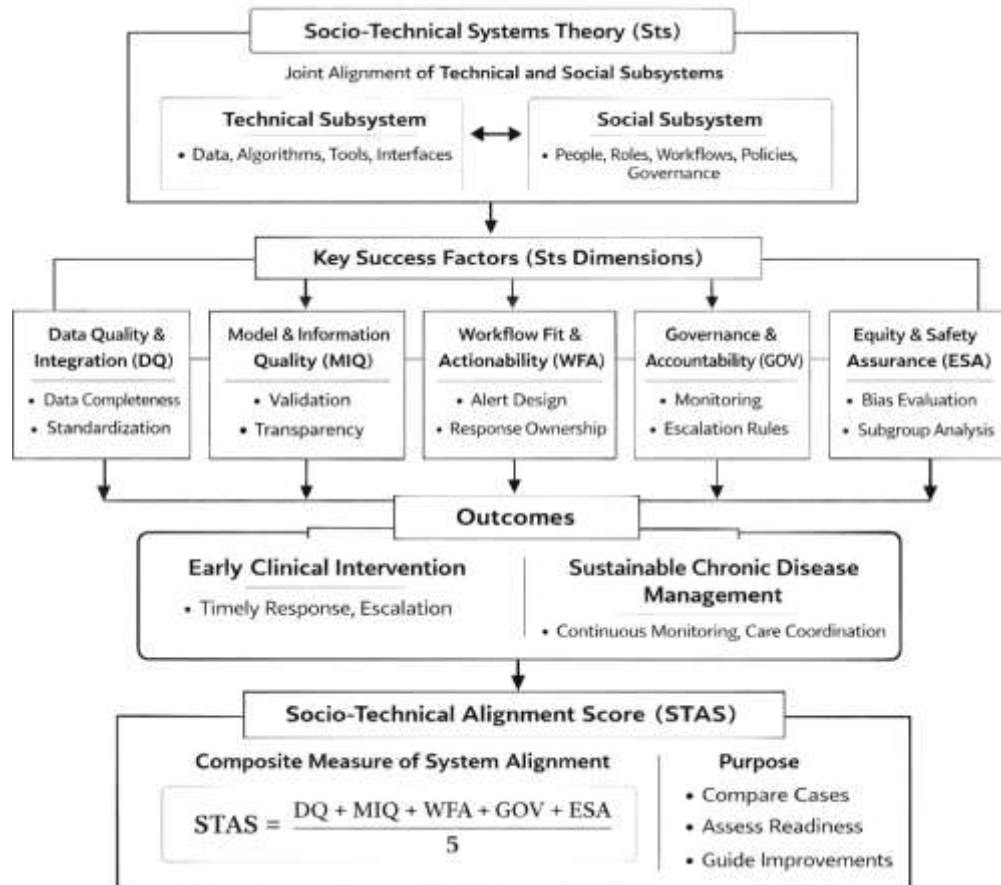 Socio-Technical Systems Theory (Sts)
Joint Alignment of Technical and Social Subsystems
Technical Subsystem
• Data, Algorithms, Tools, Interfaces
Social Subsystem
• People, Roles, Workflows, Policies,
Governance
Key Success Factors (Sts Dimensions)
Data Quality &
Integration (DQ)
• Data Completeness
• Standardization
Model & Information
Quality (MIQ)
• Validation
• Transparency
Workflow Fit &
Actionability (WFA)
• Alert Design
• Response Ownership
Governance &
Accountability (GOV)
• Monitoring
• Escalation Rules
Equity & Safety
Assurance (ESA)
• Bias Evaluation
• Subgroup Analysis
Outcomes
Early Clinical Intervention
• Timely Response, Escalation
Sustainable Chronic Disease
Management
• Continuous Monitoring, Care Coordination
Socio-Technical Alignment Score (STAS)
Composite Measure of System Alignment
STAS = DQ + MIQ + WFA + GOV + ESA
5
Purpose
• Compare Cases
• Assess Readiness
• Guide Improvements